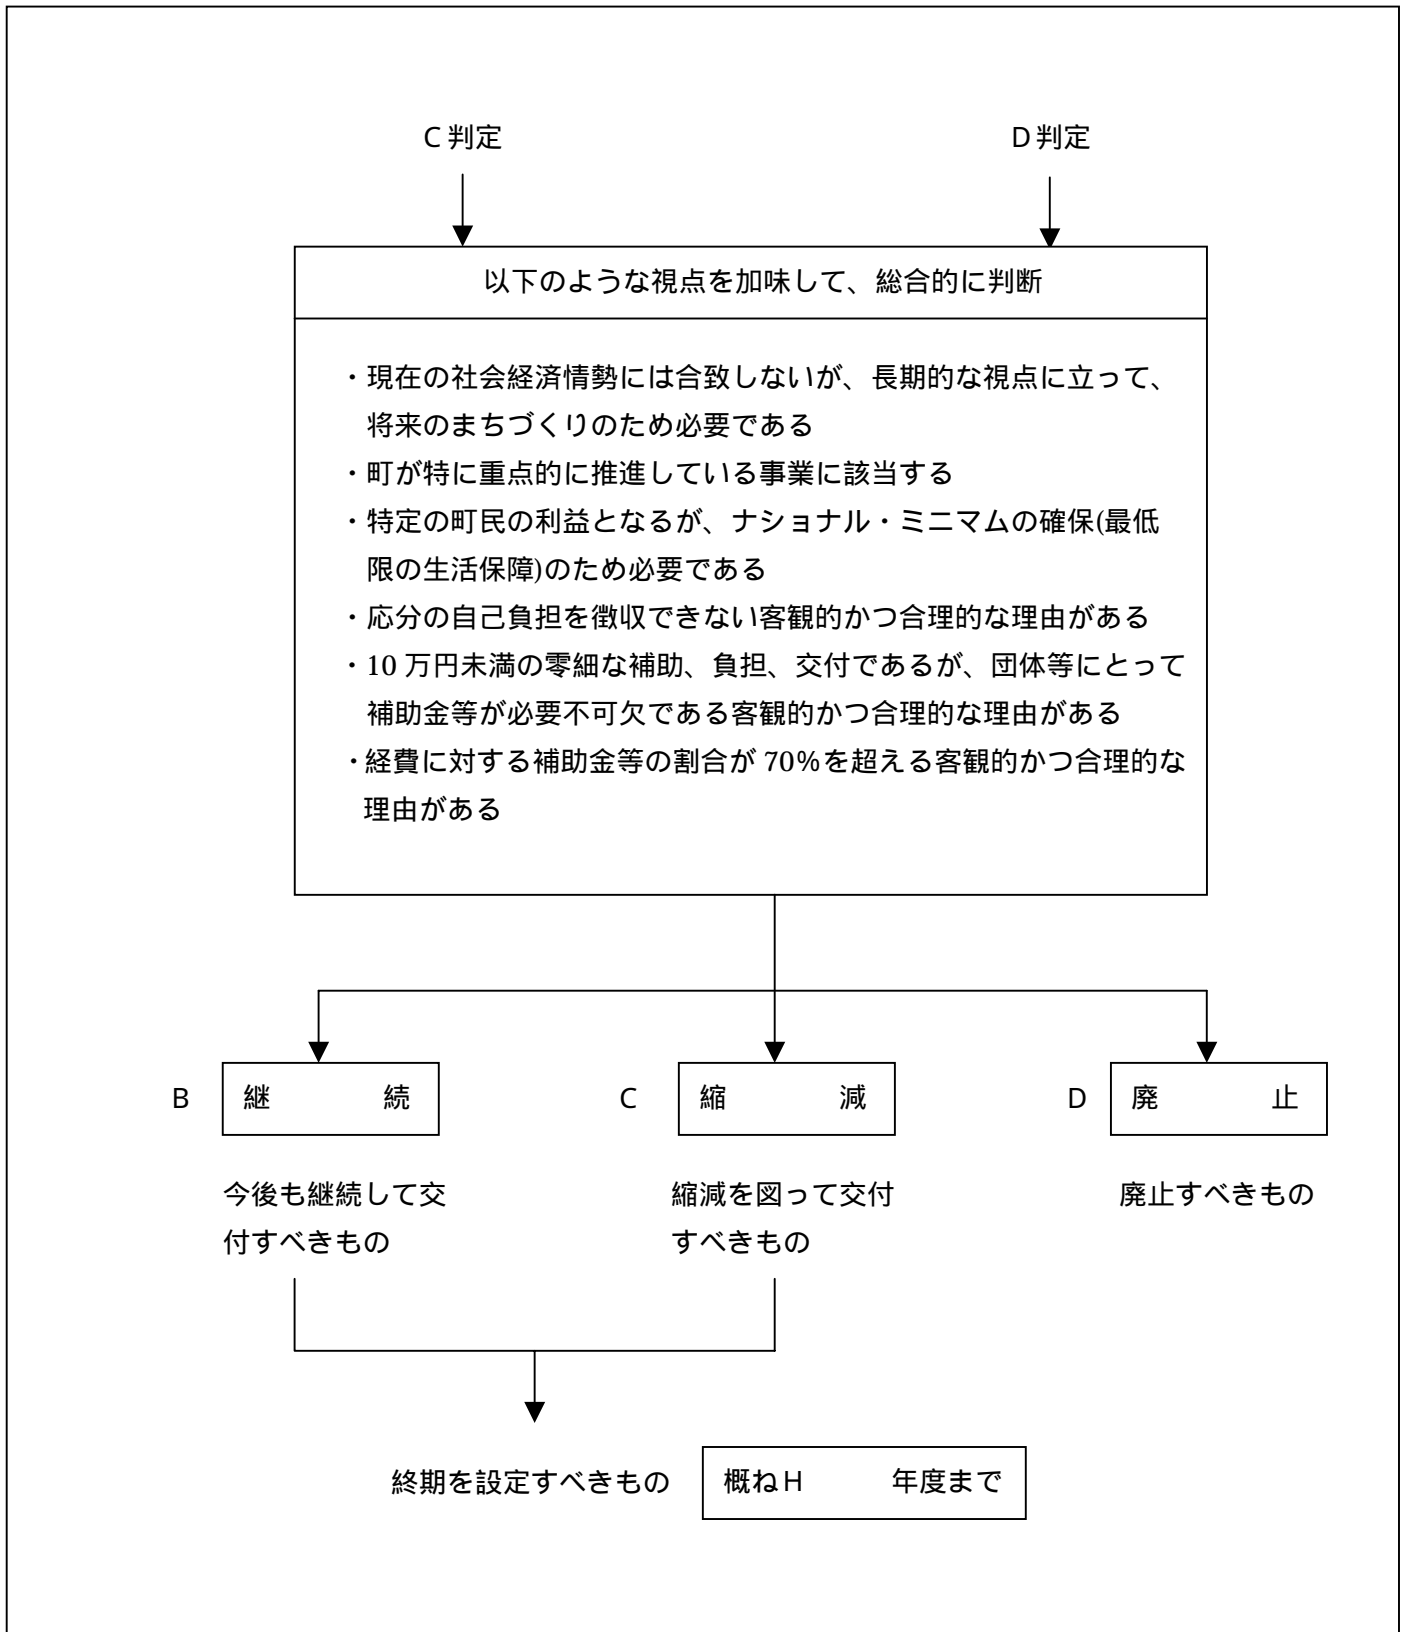 C 判定
D 判定
以下のような視点を加味して、総合的に判断
・現在の社会経済情勢には合致しないが、長期的な視点に立って、
将来のまちづくりのため必要である
・町が特に重点的に推進している事業に該当する
・特定の町民の利益となるが、ナショナル・ミニマムの確保(最低
限の生活保障)のため必要である
・応分の自己負担を徴収できない客観的かつ合理的な理由がある
・10 万円未満の零細な補助、負担、交付であるが、団体等にとって
補助金等が必要不可欠である客観的かつ合理的な理由がある
・経費に対する補助金等の割合が 70%を超える客観的かつ合理的な
理由がある
B 継 続
C 縮 減
D 廃 止
今後も継続して交
付すべきもの
縮減を図って交付
すべきもの
廃止すべきもの
終期を設定すべきもの
概ねH 年度まで